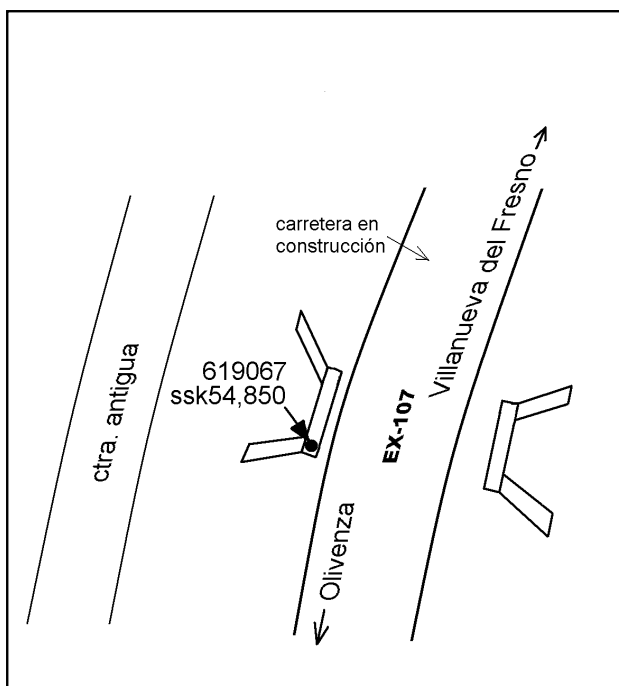 carretera en
construcción
Villanueva del Fresno
619067
ssk54,850
ctra. antigua
EX-107
Olivenza